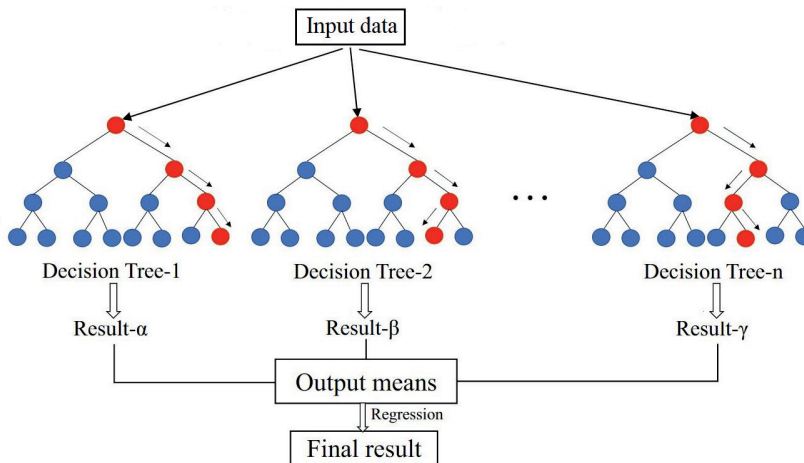 Input data
. . .
Decision Tree-1
Decision Tree-2
Decision Tree-n
Result-α
Result-β
Result-γ
Output means
Regression
Final result